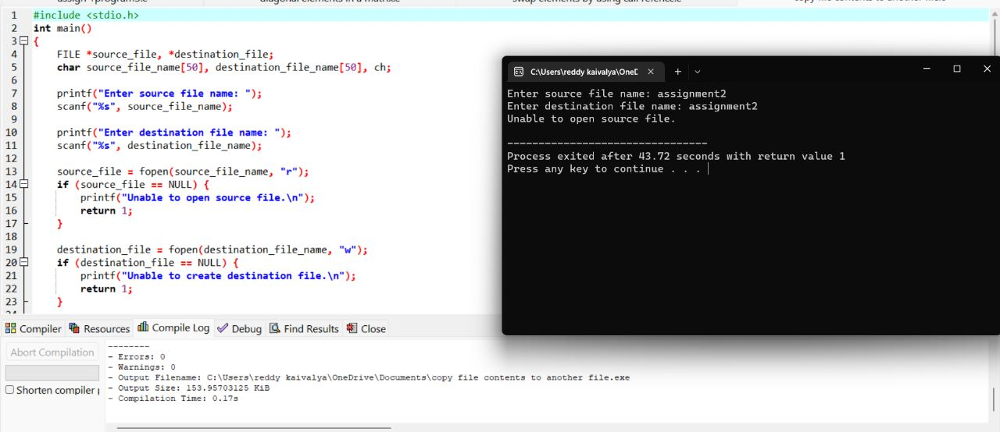 diagonal elements in a matrix.c
swap elements by using call refence.c
copy file contents to another file.c
1 #include <stdio.h>
2 int main()
3 {
4 FILE *source_file, *destination_file;
5 char source_file_name[50], destination_file_name[50], ch;
6
7 printf("Enter source file name: ");
8 scanf("%s", source_file_name);
9
10 printf("Enter destination file name: ");
11 scanf("%s", destination_file_name);
12
13 source_file = fopen(source_file_name, "r");
14 if (source_file == NULL) {
15 printf("Unable to open source file.\n");
16 return 1;
17 }
18
19 destination_file = fopen(destination_file_name, "w");
20 if (destination_file == NULL) {
21 printf("Unable to create destination file.\n");
22 return 1;
23 }
C:\Users\reddy kaivalya\OneD
Enter source file name: assignment2
Enter destination file name: assignment2
Unable to open source file.
--------------------------------
Process exited after 43.72 seconds with return value 1
Press any key to continue . . .
Compiler Resources Compile Log Debug Find Results Close
Abort Compilation
Shorten compiler p
--------
- Errors: 0
- Warnings: 0
- Output Filename: C:\Users\reddy kaivalya\OneDrive\Documents\copy file contents to another file.exe
- Output Size: 153.95703125 KiB
- Compilation Time: 0.17s